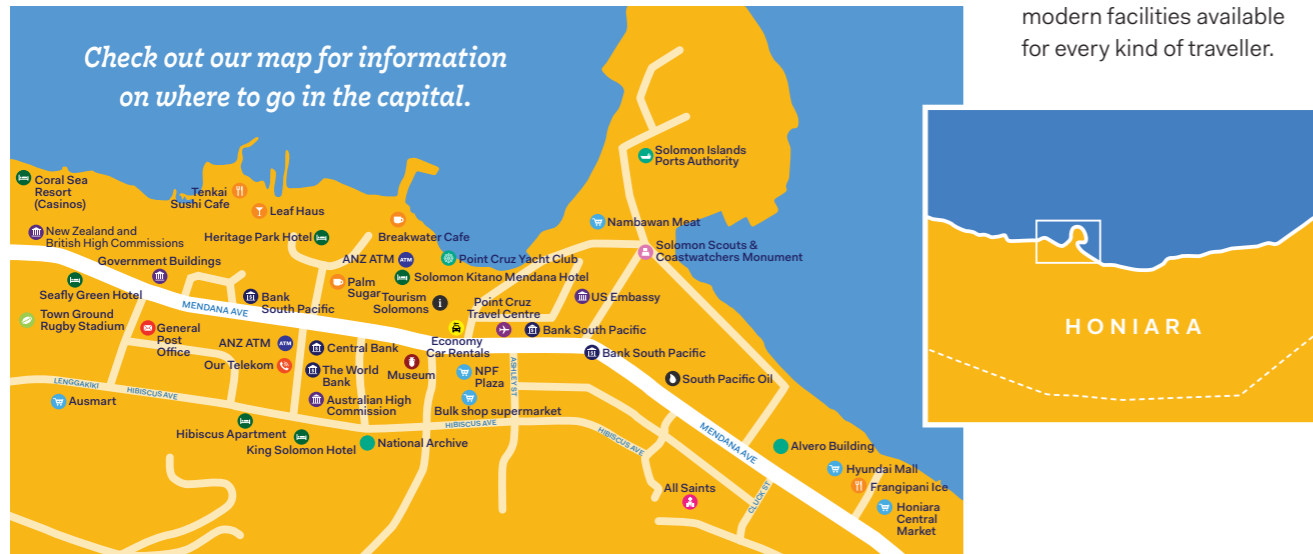 modern facilities available
for every kind of traveller.
Check out our map for information
on where to go in the capital.
Solomon Islands
Ports Authority
Coral Sea
Resort
(Casinos)
Tenkai
Sushi Cafe
Leaf Haus
Nambawan Meat
New Zealand and
British High Commissions
Heritage Park Hotel
Breakwater Cafe
Solomon Scouts &
Coastwatchers Monument
Government Buildings
ANZ ATM
ATM
Point Cruz Yacht Club
Seafly Green Hotel
Palm
Sugar
Solomon Kitano Mendana Hotel
Bank
South Pacific
Tourism
Solomons
i
Point Cruz
Travel Centre
US Embassy
MENDANA AVE
Town Ground
Rugby Stadium
General
Post
Office
ANZ ATM
ATM
Central Bank
Economy
Car Rentals
Bank South Pacific
Bank South Pacific
Our Telekom
The World
Bank
Museum
NPF
Plaza
ASHLEY ST
South Pacific Oil
LENGGAKIKI
HIBISCUS AVE
Ausmart
Australian High
Commission
Bulk shop supermarket
HIBISCUS AVE
Hibiscus Apartment
King Solomon Hotel
National Archive
HIBISCUS AVE
MENDANA AVE
Alvero Building
Hyundai Mall
All Saints
CLUCK ST
Frangipani Ice
Honiara
Central
Market
HONIARA